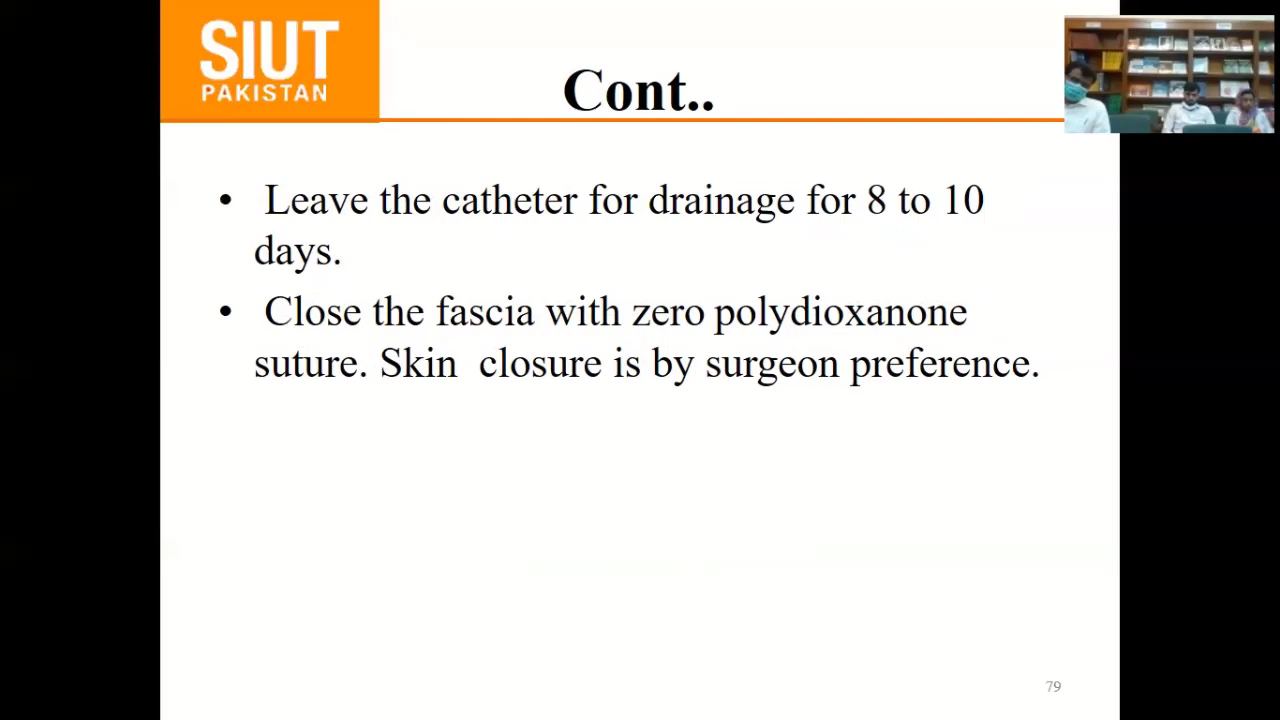 SIUT
PAKISTAN
Cont..
• Leave the catheter for drainage for 8 to 10
days.
• Close the fascia with zero polydioxanone
suture. Skin closure is by surgeon preference.
79